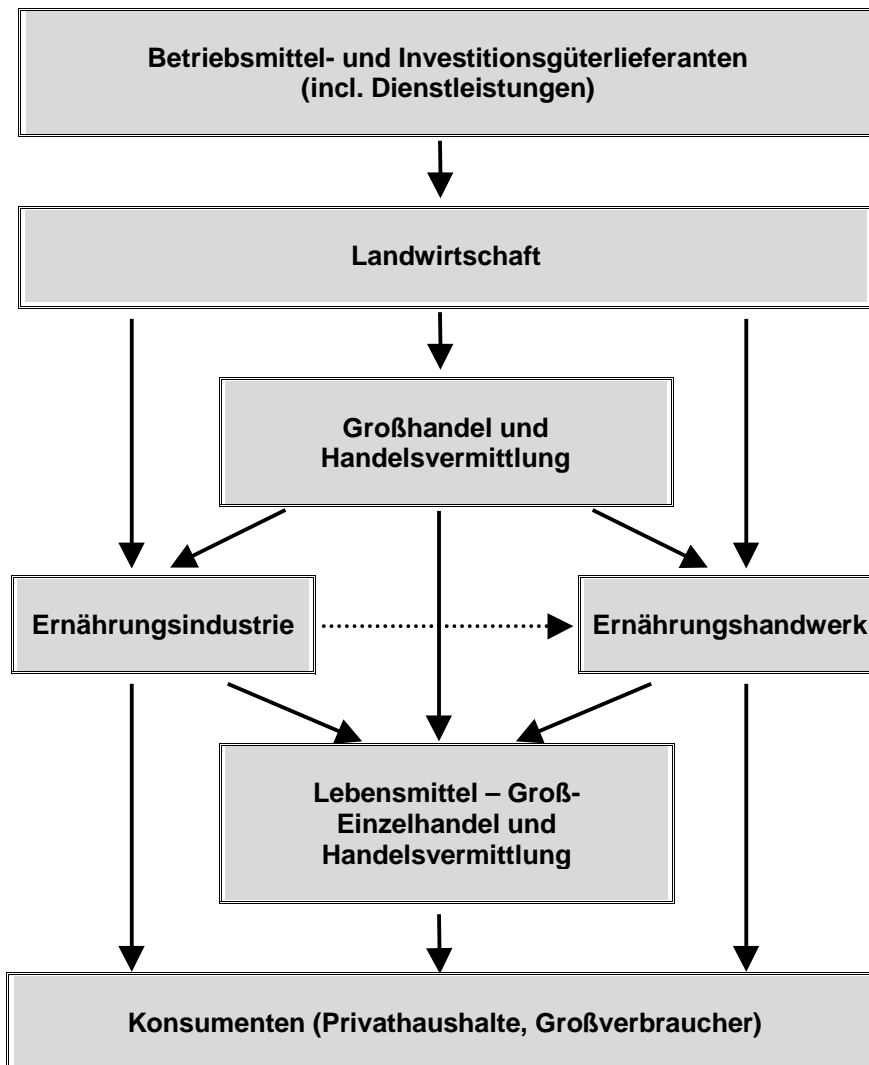 Betriebsmittel- und Investitionsgüterlieferanten
(incl. Dienstleistungen)
Landwirtschaft
Großhandel und
Handelsvermittlung
Ernährungsindustrie
Ernährungshandwerk
Lebensmittel – Groß-
Einzelhandel und
Handelsvermittlung
Konsumenten (Privathaushalte, Großverbraucher)